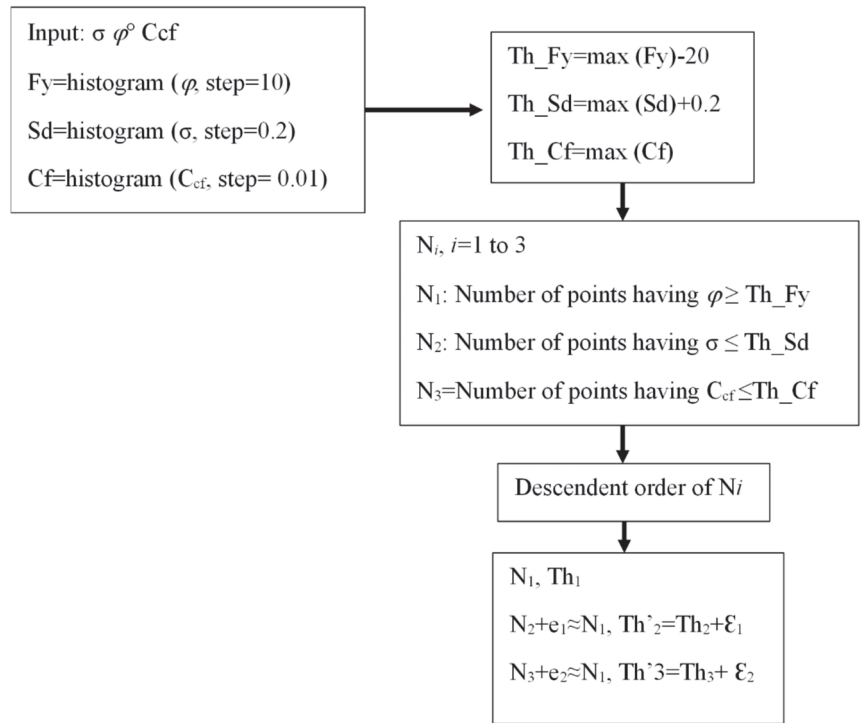 Input: σ φ° Ccf
Fy=histogram (φ, step=10)
Sd=histogram (σ, step=0.2)
Cf=histogram (Ccf, step= 0.01)
Th_Fy=max (Fy)-20
Th_Sd=max (Sd)+0.2
Th_Cf=max (Cf)
Ni, i=1 to 3
N₁: Number of points having φ≥ Th_Fy
N₂: Number of points having σ ≤ Th_Sd
N₃=Number of points having Ccf ≤Th_Cf
Descendent order of Ni
N₁, Th₁
N₂+e₁≈N₁, Th’₂=Th₂+Ɛ₁
N₃+e₂≈N₁, Th’3=Th₃+ Ɛ₂